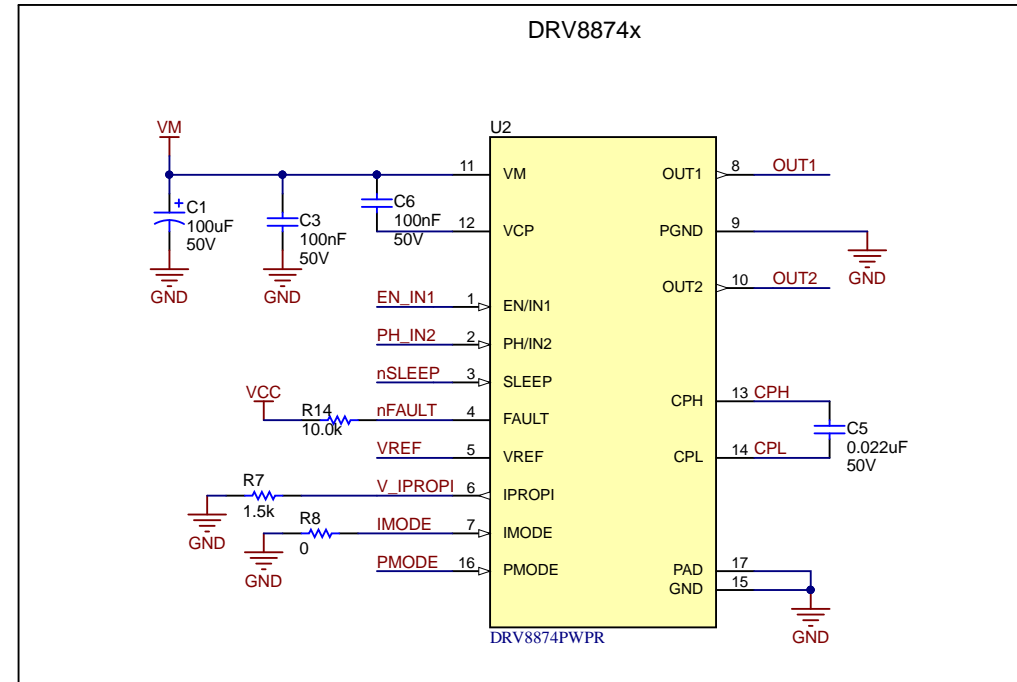 DRV8874x
VM
U2
11
VM
OUT1
8
OUT1
+
C1
100uF
50V
C3
100nF
50V
C6
100nF
50V
12
VCP
PGND
9
GND
GND
GND
OUT2
10
OUT2
EN_IN1
1
EN/IN1
PH_IN2
2
PH/IN2
nSLEEP
3
SLEEP
VCC
R14
10.0k
nFAULT
4
FAULT
CPH
13
CPH
C5
0.022uF
50V
VREF
5
VREF
CPL
14
CPL
R7
1.5k
V_IPROPI
6
IPROPI
GND
R8
0
IMODE
7
IMODE
GND
PMODE
16
PMODE
PAD
17
GND
15
GND
DRV8874PWPR